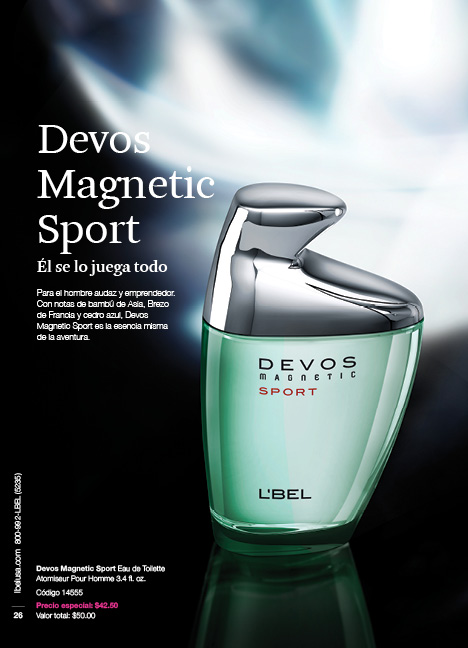 Devos
Magnetic
Sport
Él se lo juega todo
Para el hombre audaz y emprendedor.
Con notas de bambú de Asia, Brezo
de Francia y cedro azul, Devos
Magnetic Sport es la esencia misma
de la aventura.
DEVOS
MAGNETIC
SPORT
L'BEL
lbelusa.com 800-992-LBEL (5235)
Devos Magnetic Sport Eau de Toilette
Atomiseur Pour Homme 3.4 fl. oz.
Código 14555
Precio especial: $42.50
26 Valor total: $50.00